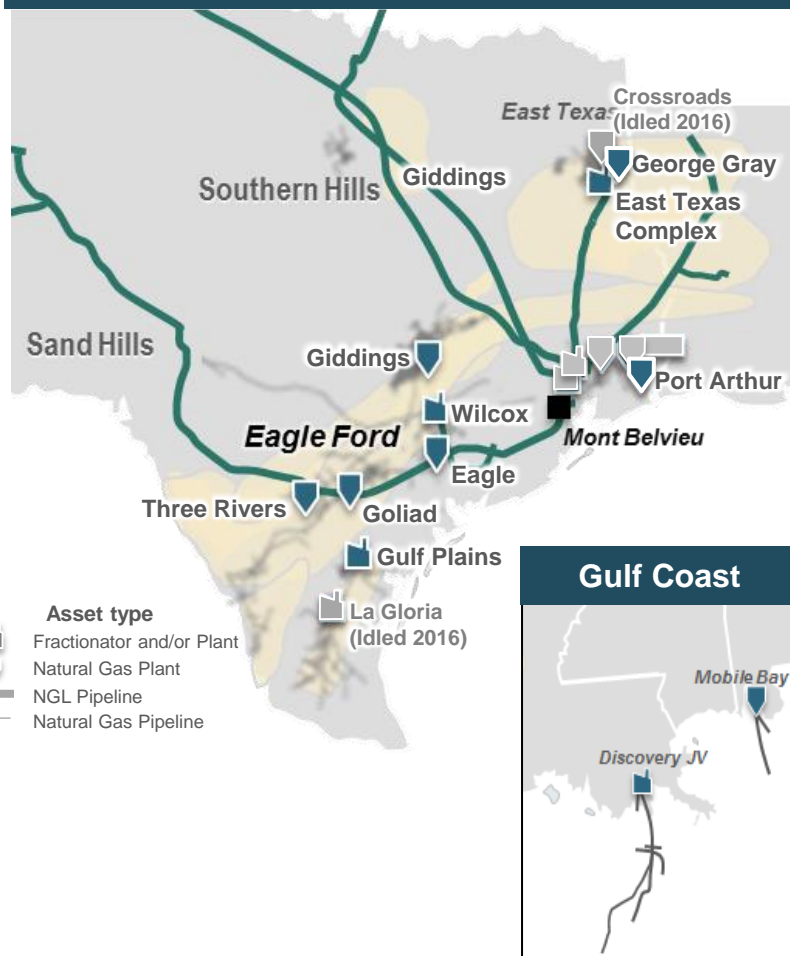 Crossroads
East Texas
(Idled 2016)
George Gray
Giddings
Southern Hills
East Texas
Complex
Sand Hills
Giddings
Port Arthur
Wilcox
Eagle Ford
Mont Belvieu
Eagle
Three Rivers
Goliad
Gulf Plains
La Gloria
(Idled 2016)
Asset type
Fractionator and/or Plant
Natural Gas Plant
NGL Pipeline
Natural Gas Pipeline
Gulf Coast
Mobile Bay
Discovery JV